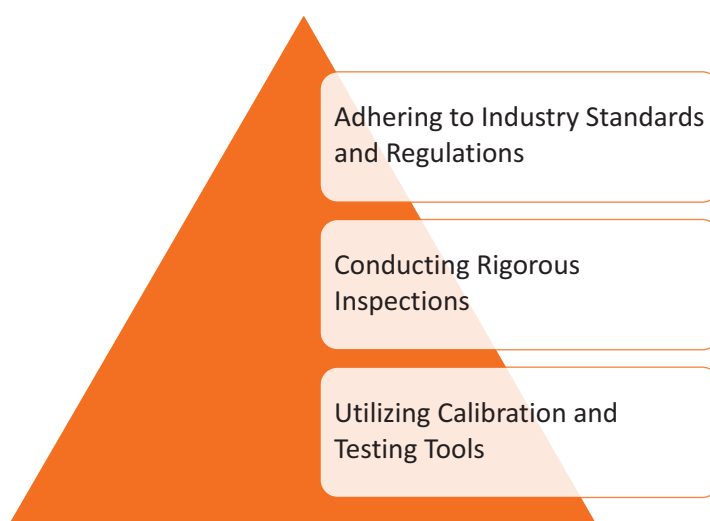 Adhering to Industry Standards
and Regulations
Conducting Rigorous
Inspections
Utilizing Calibration and
Testing Tools